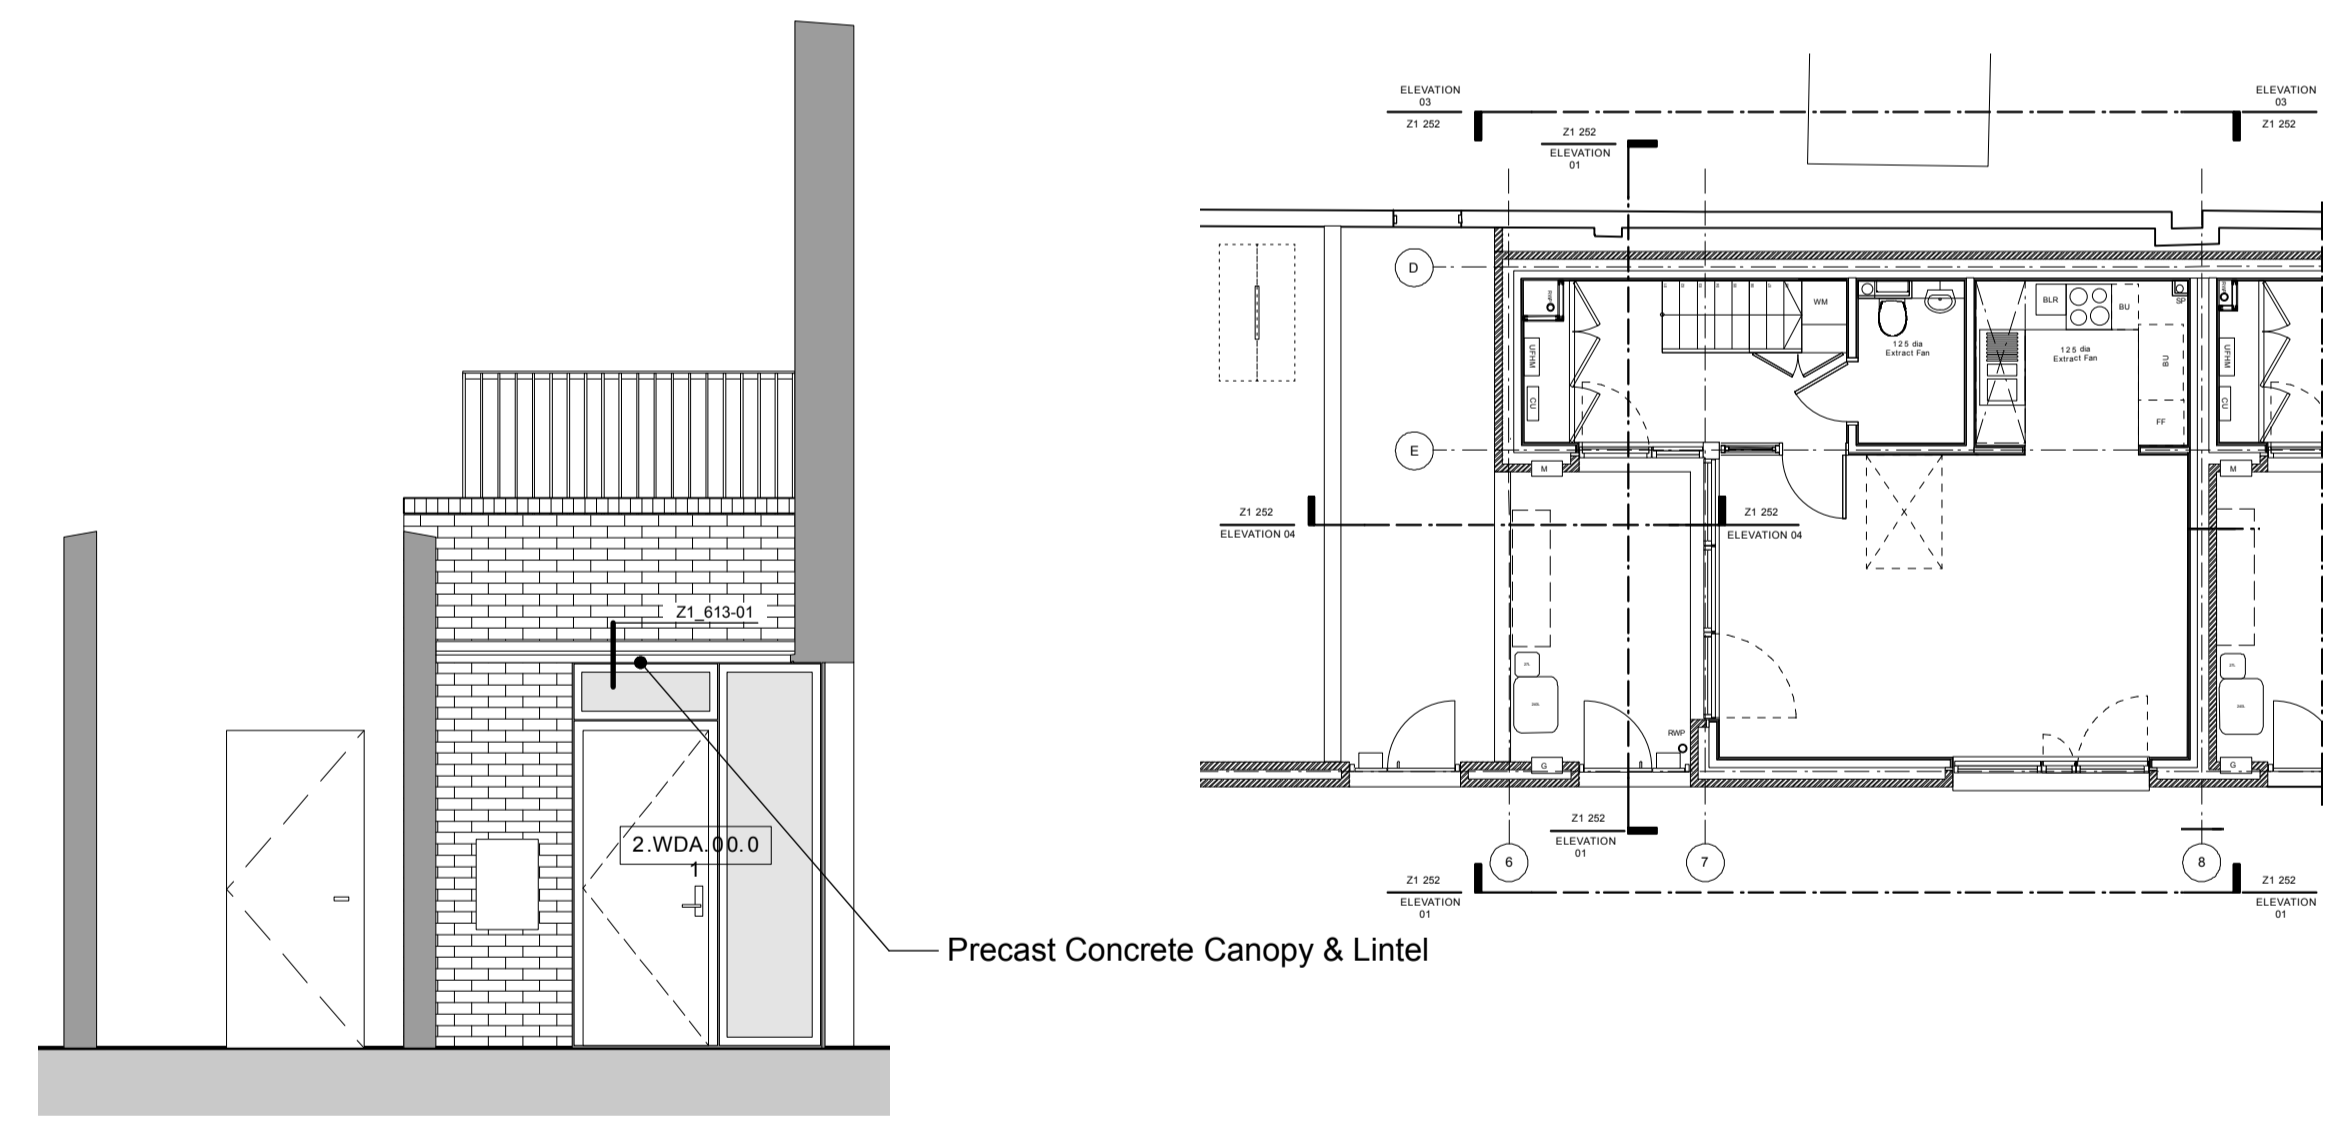 Z1_613-01
2.WDA.00.0
1
Precast Concrete Canopy & Lintel
ELEVATION
03
Z1 252
ELEVATION
03
Z1 252
Z1 252
ELEVATION
01
D
E
RWP
UFHM
CU
WM
125 dia
Extract Fan
BLR
BU
SP
125 dia
Extract Fan
BU
FF
RWP
UFHM
CU
M
M
Z1 252
ELEVATION 04
Z1 252
ELEVATION 04
X
RWP
G
G
Z1 252
ELEVATION
01
6
7
8
Z1 252
ELEVATION
01
Z1 252
ELEVATION
01